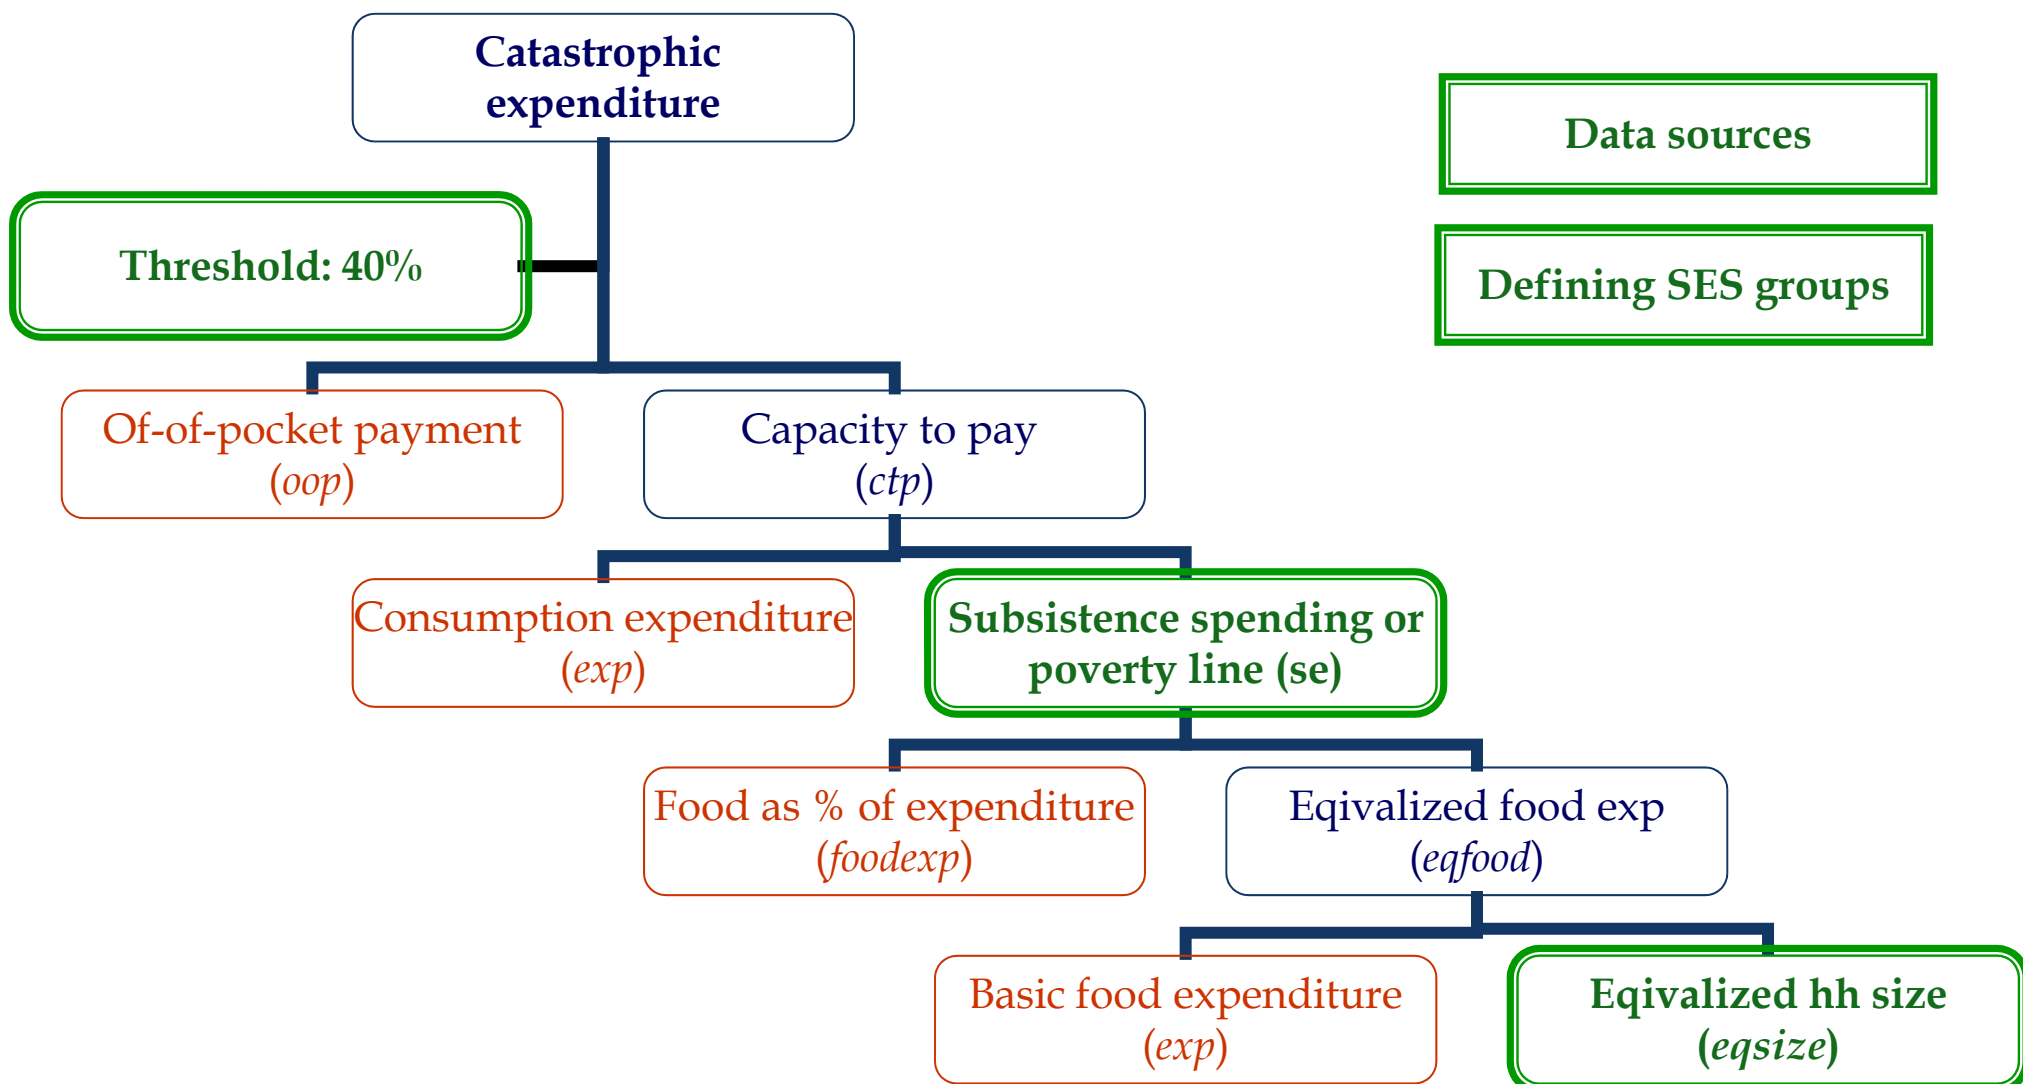 Catastrophic
expenditure
Data sources
Threshold: 40%
Defining SES groups
Of-of-pocket payment
(oop)
Capacity to pay
(ctp)
Consumption expenditure
(exp)
Subsistence spending or
poverty line (se)
Food as % of expenditure
(foodexp)
Eqivalized food exp
(eqfood)
Basic food expenditure
(exp)
Eqivalized hh size
(eqsize)